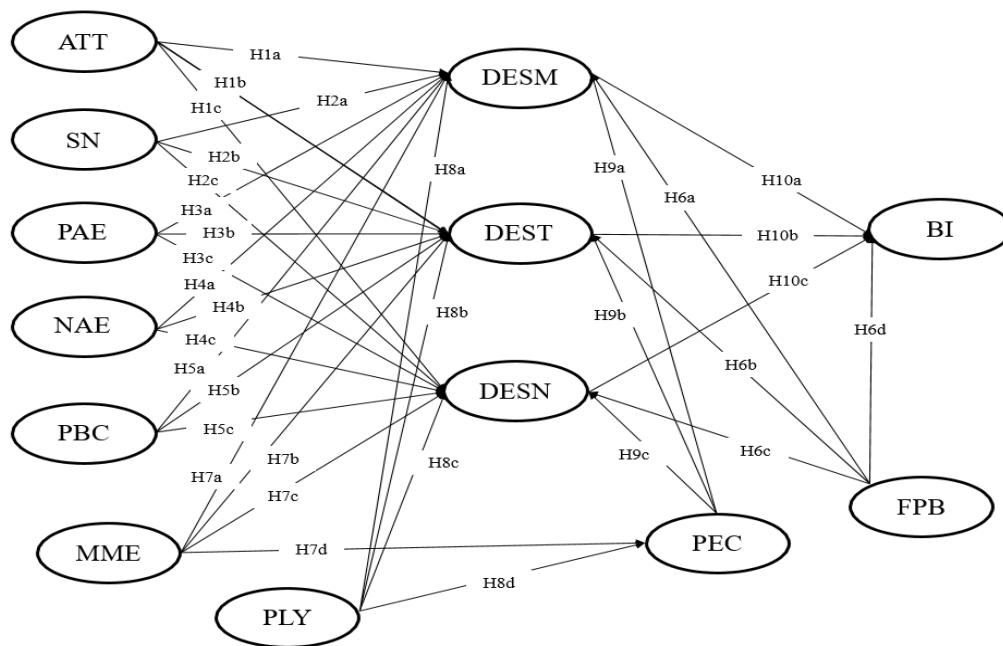 ATT
H1a
DESM
H1b
H1c
H2a
SN
H2b
H8a
H9a
H2c
H10a
H6a
H3a
PAE
H3b
DEST
H10b
BI
H3c
H10c
H4a
H4b
H8b
H9b
NAE
H6d
H4c
H6b
H5a
H5b
DESN
PBC
H5c
H7b
H8c
H9c
H6c
H7a
H7c
FPB
MME
H7d
PEC
H8d
PLY